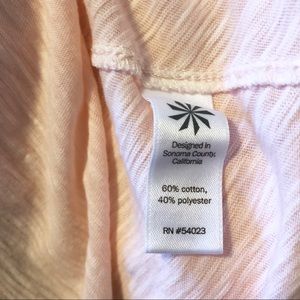 Designed in
Sonoma County,
California
60% cotton,
40% polyester
RN #54023